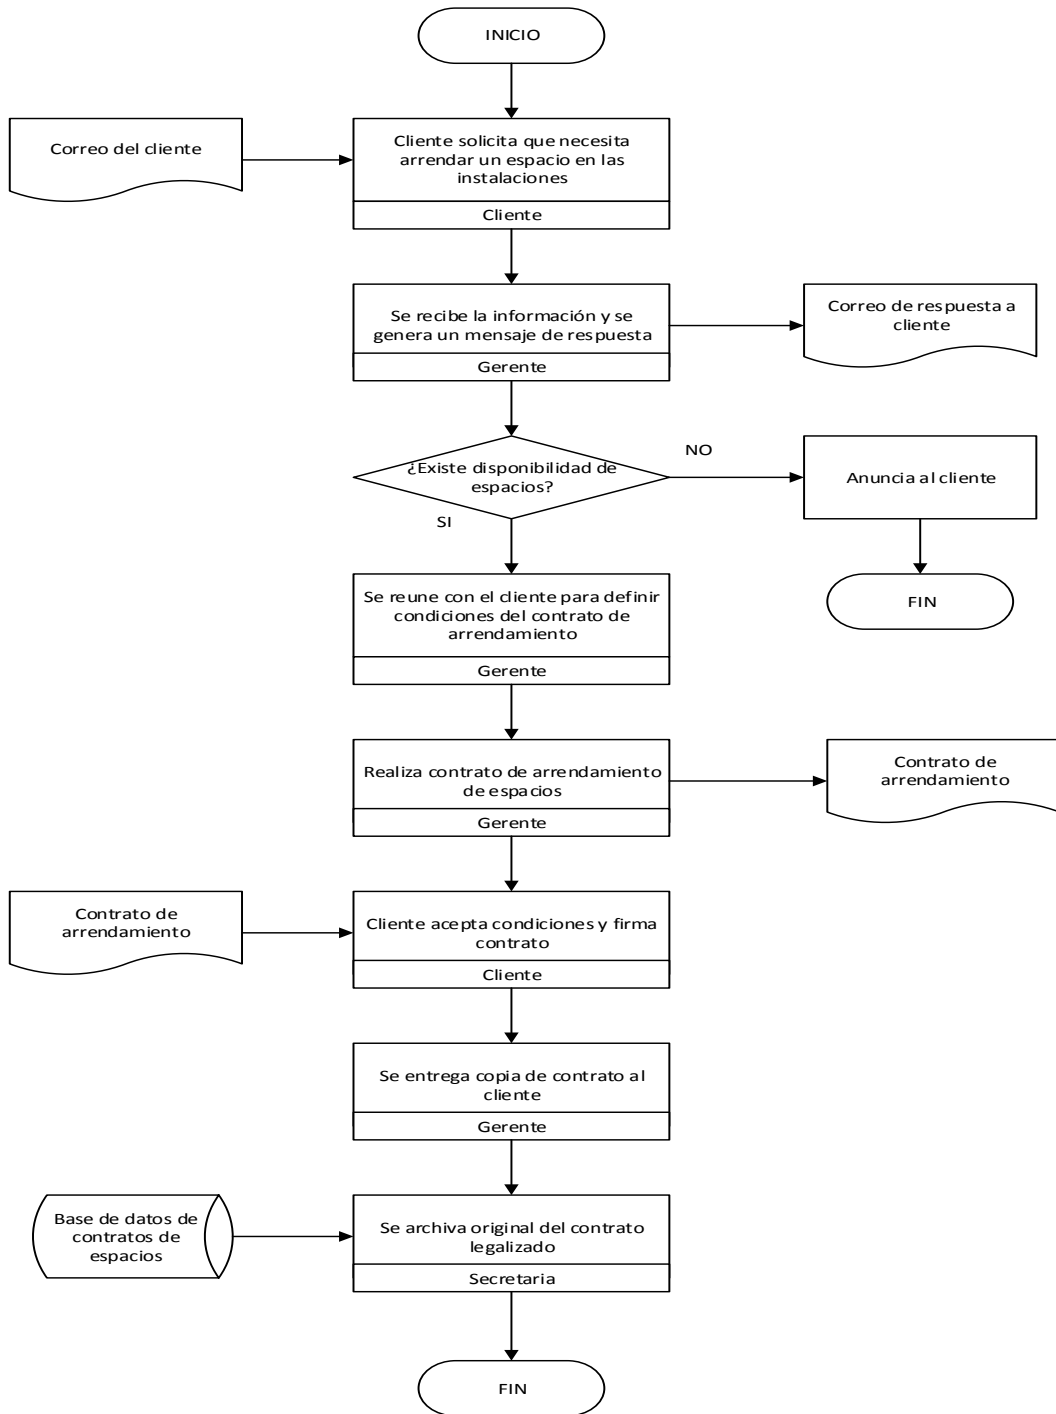 INICIO
Correo del cliente
Cliente solicita que necesita
arrendar un espacio en las
instalaciones
Cliente
Se recibe la información y se
genera un mensaje de respuesta
Gerente
Correo de respuesta a
cliente
¿Existe disponibilidad de
espacios?
NO
Anuncia al cliente
SI
FIN
Se reune con el cliente para definir
condiciones del contrato de
arrendamiento
Gerente
Realiza contrato de arrendamiento
de espacios
Gerente
Contrato de
arrendamiento
Contrato de
arrendamiento
Cliente acepta condiciones y firma
contrato
Cliente
Se entrega copia de contrato al
cliente
Gerente
Base de datos de
contratos de
espacios
Se archiva original del contrato
legalizado
Secretaria
FIN